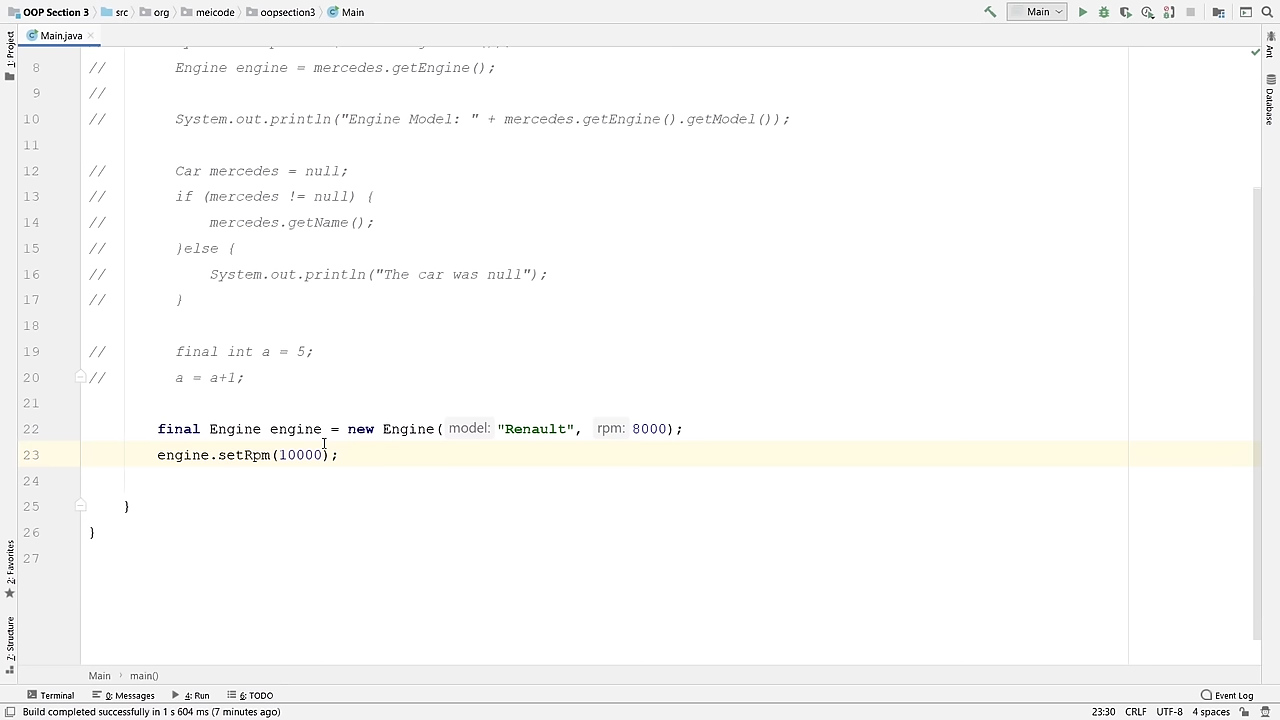 OOP Section 3 › src › org › meicode › oopsection3 › Main
Main
Main.java
1: Project
Ant
Database
8 // Engine engine = mercedes.getEngine();
9 //
10 // System.out.println("Engine Model: " + mercedes.getEngine().getModel());
11
12 // Car mercedes = null;
13 // if (mercedes != null) {
14 // mercedes.getName();
15 // }else {
16 // System.out.println("The car was null");
17 // }
18
19 // final int a = 5;
20 // a = a+1;
21
22 final Engine engine = new Engine( model: "Renault", rpm: 8000);
23 engine.setRpm(10000);
24
25 }
26 }
27
2: Favorites
7: Structure
Main › main()
Terminal 0: Messages 4: Run 6: TODO Event Log
Build completed successfully in 1 s 604 ms (7 minutes ago) 23:30 CRLF UTF-8 4 spaces